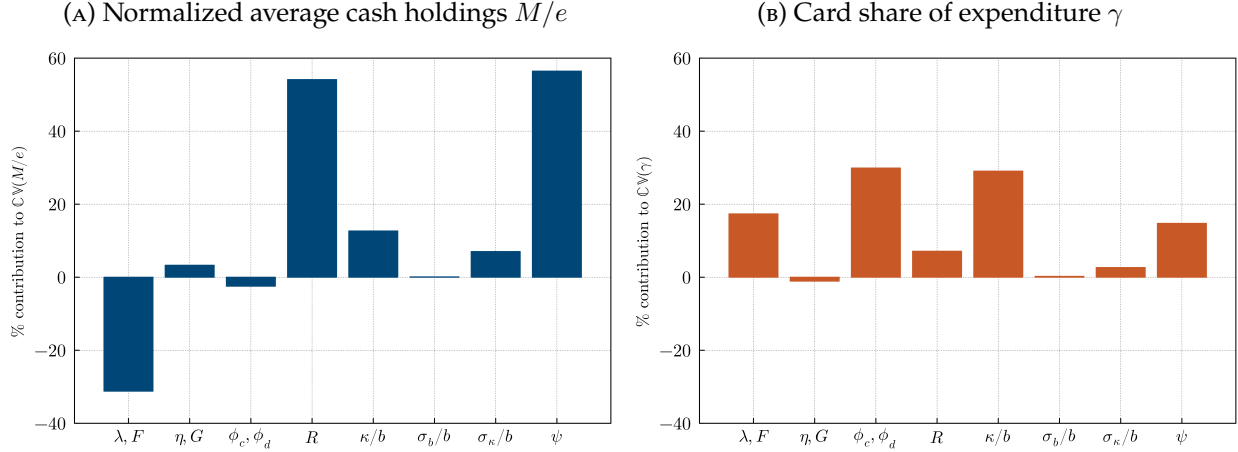 (A) Normalized average cash holdings M/e
% contribution to ℂ𝕍(M/e)
60
40
20
0
−20
−40
λ, F
η, G
ϕ_c, ϕ_d
R
κ/b
σ_b/b
σ_κ/b
ψ
(B) Card share of expenditure γ
% contribution to ℂ𝕍(γ)
60
40
20
0
−20
−40
λ, F
η, G
ϕ_c, ϕ_d
R
κ/b
σ_b/b
σ_κ/b
ψ